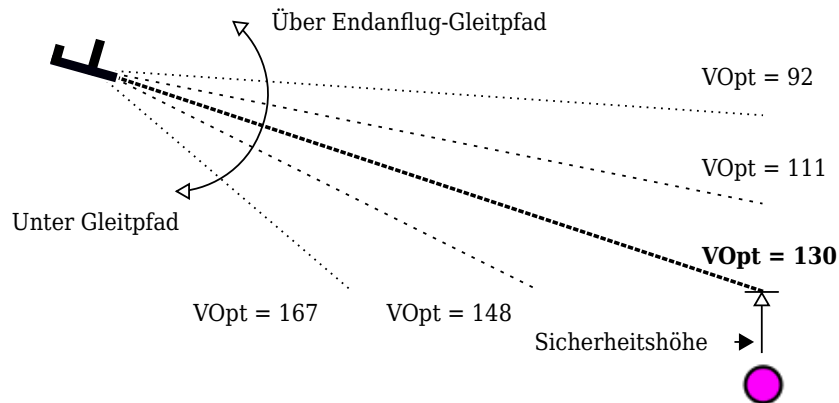 Über Endanflug-Gleitpfad
VOpt = 92
VOpt = 111
Unter Gleitpfad
VOpt = 130
VOpt = 167
VOpt = 148
Sicherheitshöhe